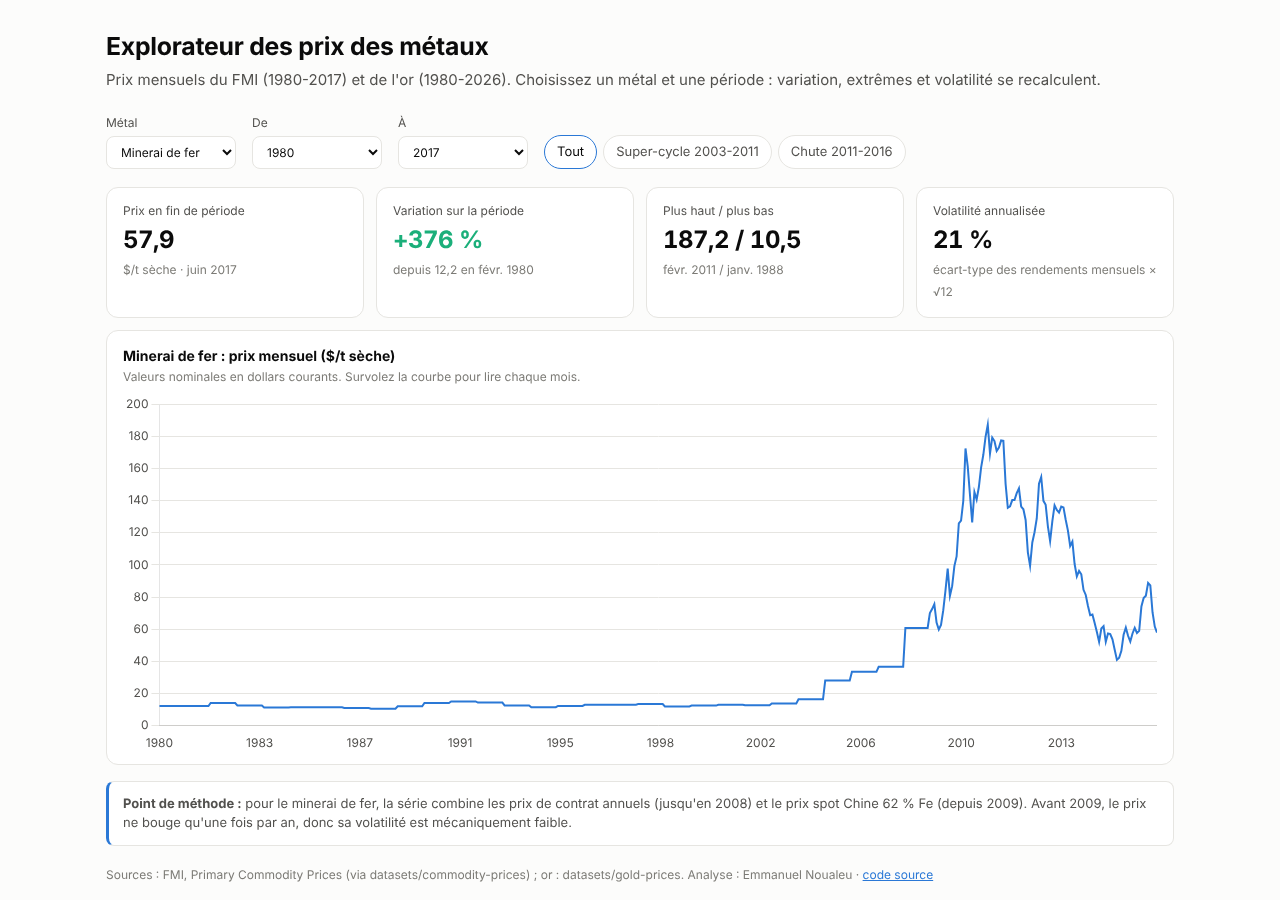 Explorateur des prix des métaux
Prix mensuels du FMI (1980-2017) et de l'or (1980-2026). Choisissez un métal et une période : variation, extrêmes et volatilité se recalculent.
Métal
De
À
Minerai de fer
1980
2017
Tout
Super-cycle 2003-2011
Chute 2011-2016
Prix en fin de période
57,9
$/t sèche · juin 2017
Variation sur la période
+376 %
depuis 12,2 en févr. 1980
Plus haut / plus bas
187,2 / 10,5
févr. 2011 / janv. 1988
Volatilité annualisée
21 %
écart-type des rendements mensuels ×
√12
Minerai de fer : prix mensuel ($/t sèche)
Valeurs nominales en dollars courants. Survolez la courbe pour lire chaque mois.
200
180
160
140
120
100
80
60
40
20
0
1980
1983
1987
1991
1995
1998
2002
2006
2010
2013
Point de méthode : pour le minerai de fer, la série combine les prix de contrat annuels (jusqu'en 2008) et le prix spot Chine 62 % Fe (depuis 2009). Avant 2009, le prix
ne bouge qu'une fois par an, donc sa volatilité est mécaniquement faible.
Sources : FMI, Primary Commodity Prices (via datasets/commodity-prices) ; or : datasets/gold-prices. Analyse : Emmanuel Noualeu · code source